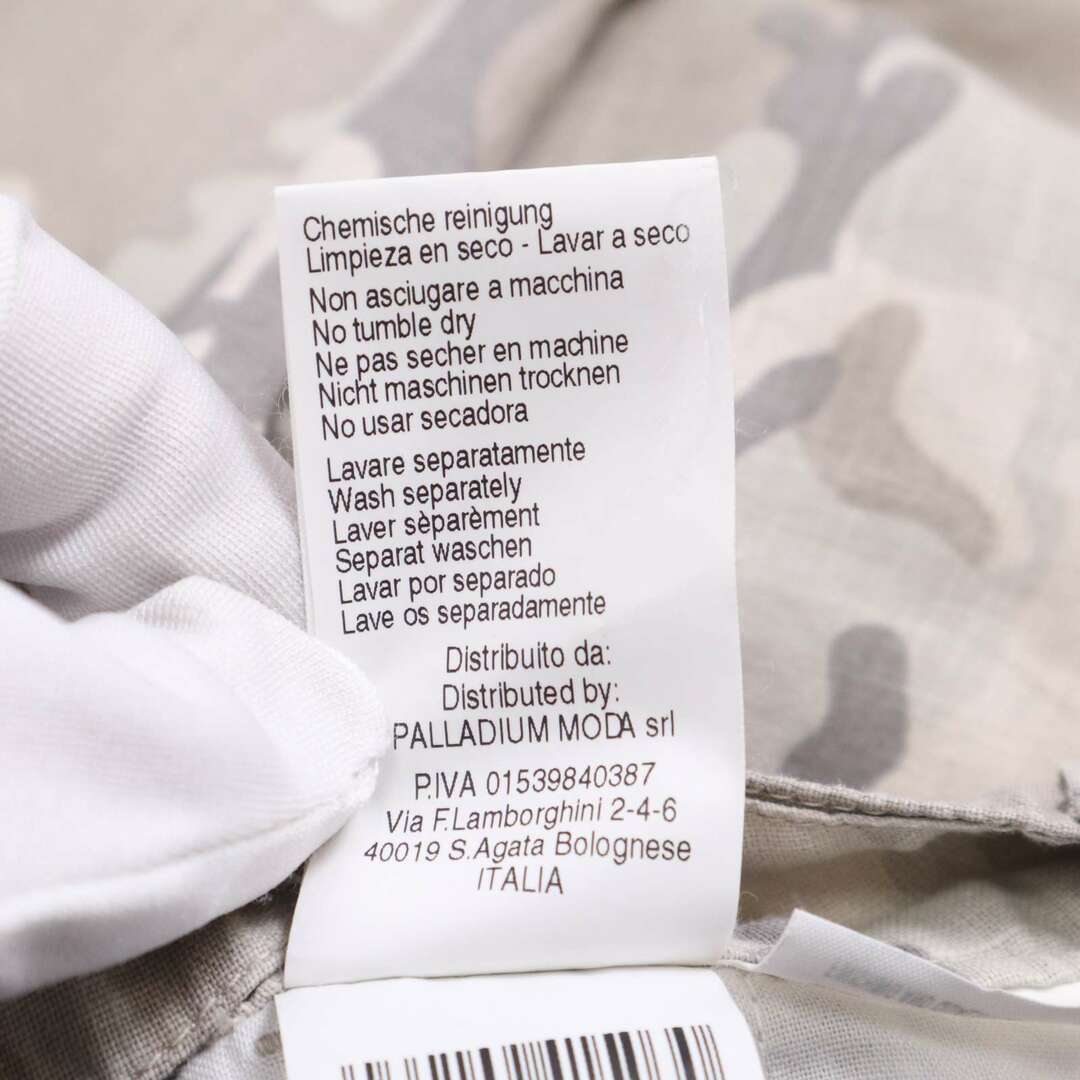 Chemische reinigung
Limpieza en seco - Lavar a seco
Non asciugare a macchina
No tumble dry
Ne pas secher en machine
Nicht maschinen trocknen
No usar secadora
Lavare separatamente
Wash separately
Laver sèparèment
Separat waschen
Lavar por separado
Lave os separadamente
Distribuito da:
Distributed by:
PALLADIUM MODA srl
P.IVA 01539840387
Via F.Lamborghini 2-4-6
40019 S.Agata Bolognese
ITALIA